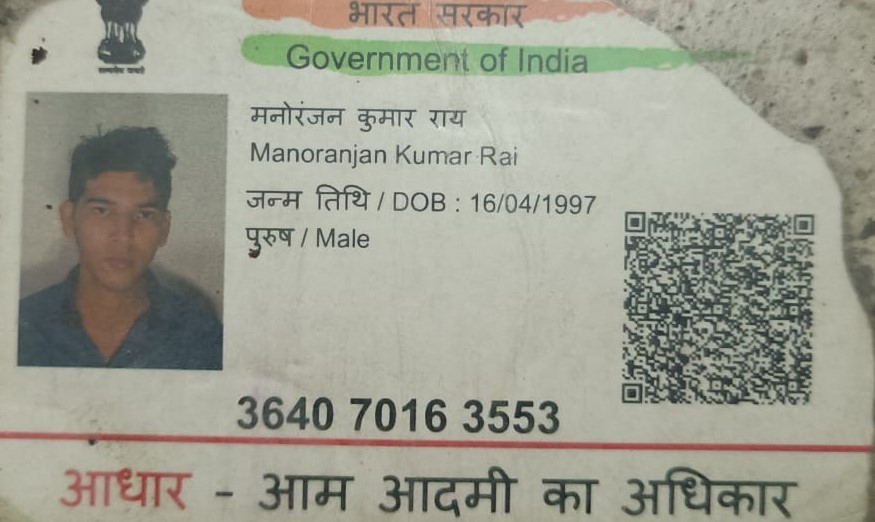 भारत सरकार
Government of India
मनोरंजन कुमार राय
Manoranjan Kumar Rai
जन्म तिथि / DOB : 16/04/1997
पुरुष / Male
3640 7016 3553
आधार - आम आदमी का अधिकार